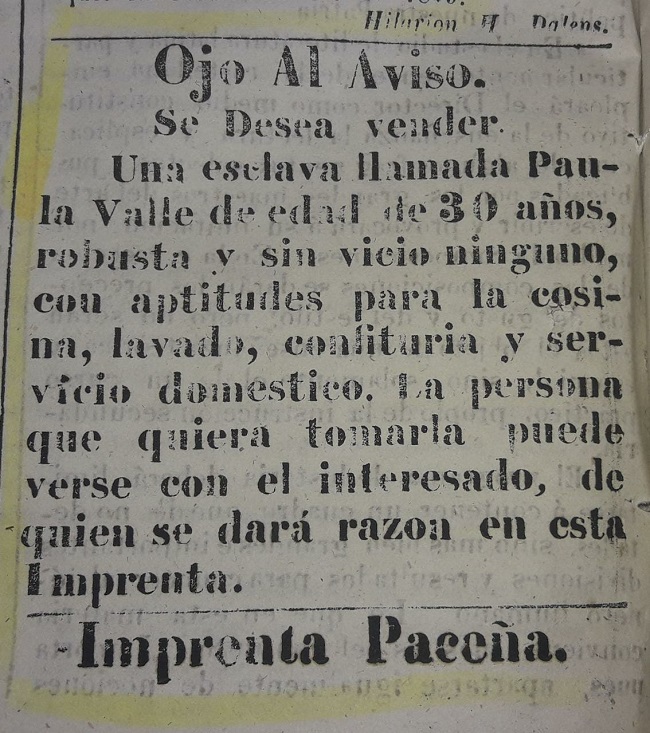 Hilarion H Dalens.
Ojo Al Aviso.
Se Desea vender
Una esclava llamada Pau-
la Valle de edad de 30 años,
robusta y sin vicio ninguno,
con aptitudes para la cosi-
na, lavado, confituria y ser-
vicio domestico. La persona
que quiera tomarla puede
verse con el interesado, de
quien se dará razon en esta
Imprenta.
Imprenta Paceña.